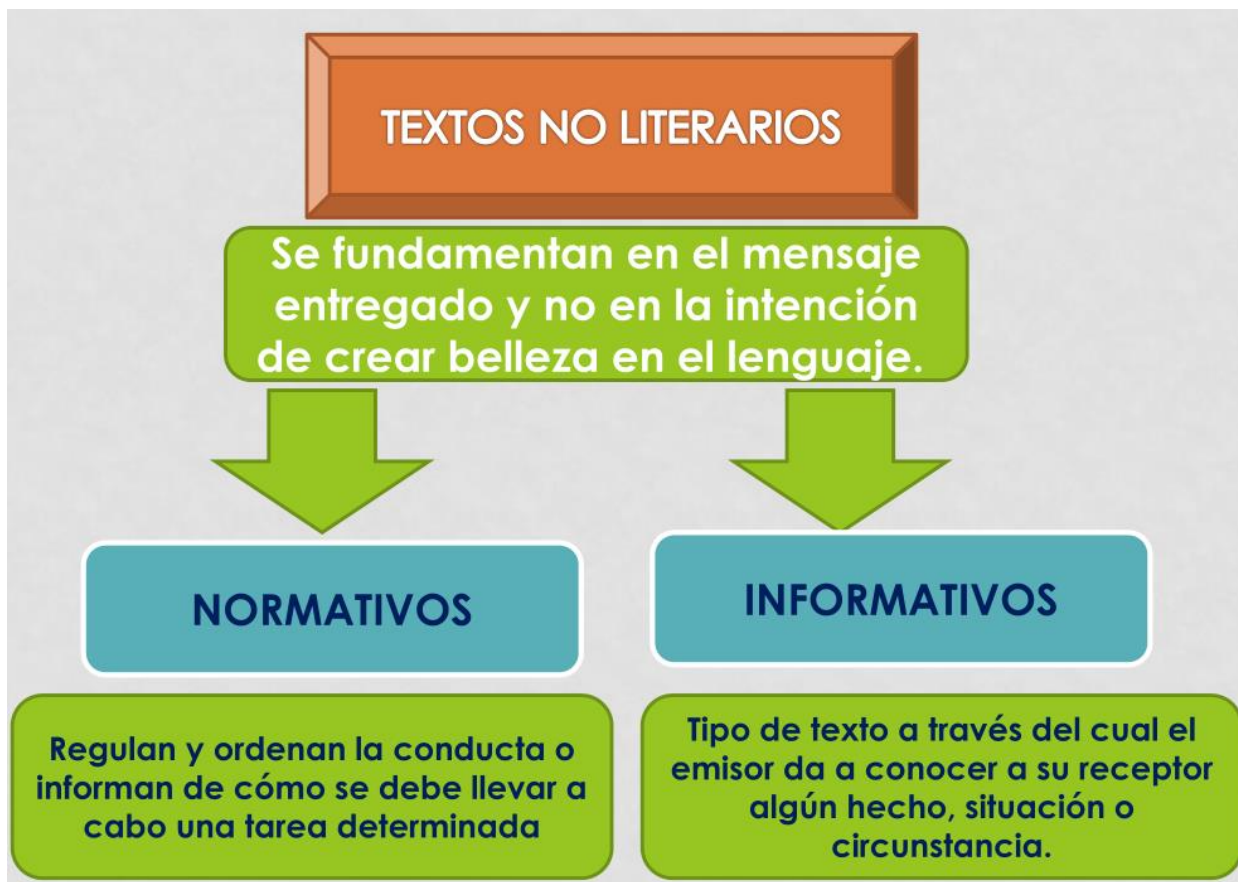 TEXTOS NO LITERARIOS
Se fundamentan en el mensaje
entregado y no en la intención
de crear belleza en el lenguaje.
NORMATIVOS
Regulan y ordenan la conducta o
informan de cómo se debe llevar a
cabo una tarea determinada
INFORMATIVOS
Tipo de texto a través del cual el
emisor da a conocer a su receptor
algún hecho, situación o
circunstancia.